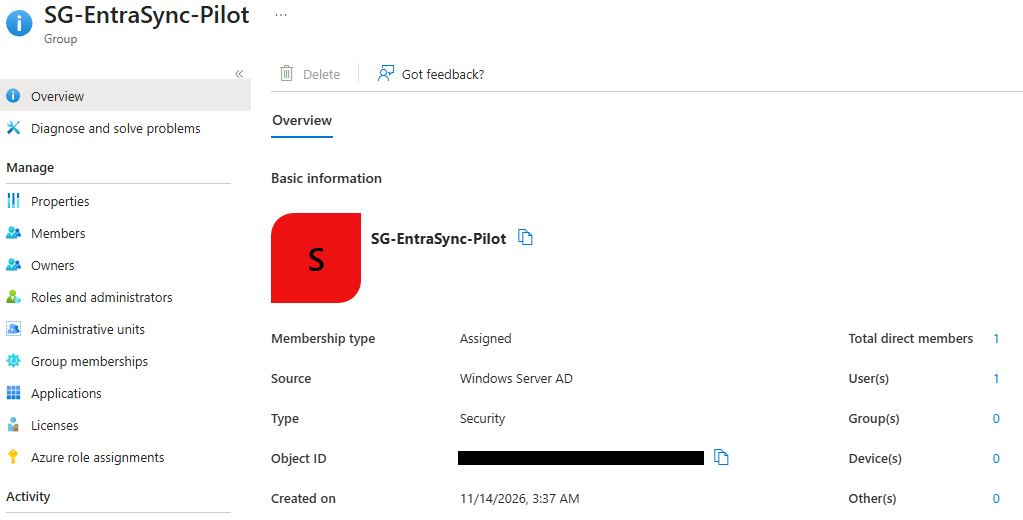 SG-EntraSync-Pilot ...
Group
«
Delete
Got feedback?
Overview
Diagnose and solve problems
Manage
Properties
Members
Owners
Roles and administrators
Administrative units
Group memberships
Applications
Licenses
Azure role assignments
Activity
Overview
Basic information
S
SG-EntraSync-Pilot
Membership type Assigned Total direct members 1
Source Windows Server AD User(s) 1
Type Security Group(s) 0
Object ID Device(s) 0
Created on 11/14/2026, 3:37 AM Other(s) 0